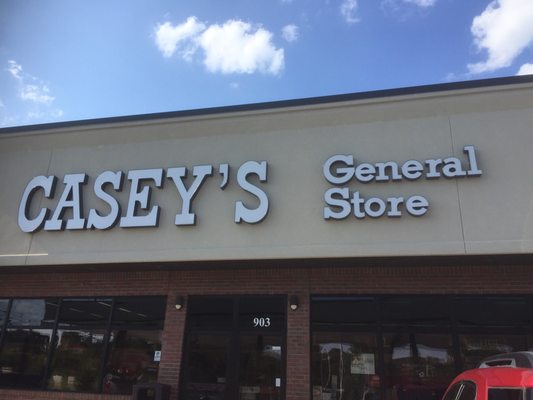 CASEY'S
General
Store
903